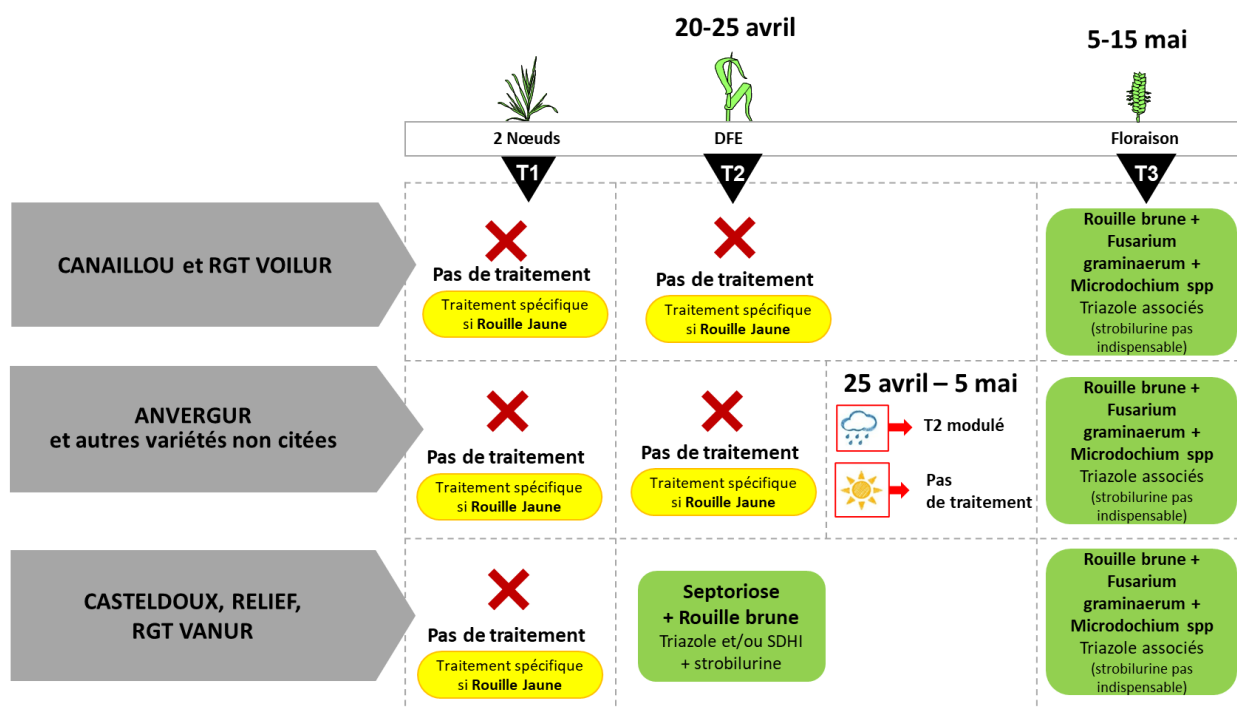 20-25 avril
5-15 mai
2 Nœuds
DFE
Floraison
T1
T2
T3
CANAILLOU et RGT VOILUR
Pas de traitement
Traitement spécifique
si Rouille Jaune
Pas de traitement
Traitement spécifique
si Rouille Jaune
Rouille brune +
Fusarium
graminaerum +
Microdochium spp
Triazole associés
(strobilurine pas
indispensable)
ANVERGUR
et autres variétés non citées
Pas de traitement
Traitement spécifique
si Rouille Jaune
Pas de traitement
Traitement spécifique
si Rouille Jaune
25 avril – 5 mai
T2 modulé
Pas
de traitement
Rouille brune +
Fusarium
graminaerum +
Microdochium spp
Triazole associés
(strobilurine pas
indispensable)
CASTELDOUX, RELIEF,
RGT VANUR
Pas de traitement
Traitement spécifique
si Rouille Jaune
Septoriose
+ Rouille brune
Triazole et/ou SDHI
+ strobilurine
Rouille brune +
Fusarium
graminaerum +
Microdochium spp
Triazole associés
(strobilurine pas
indispensable)